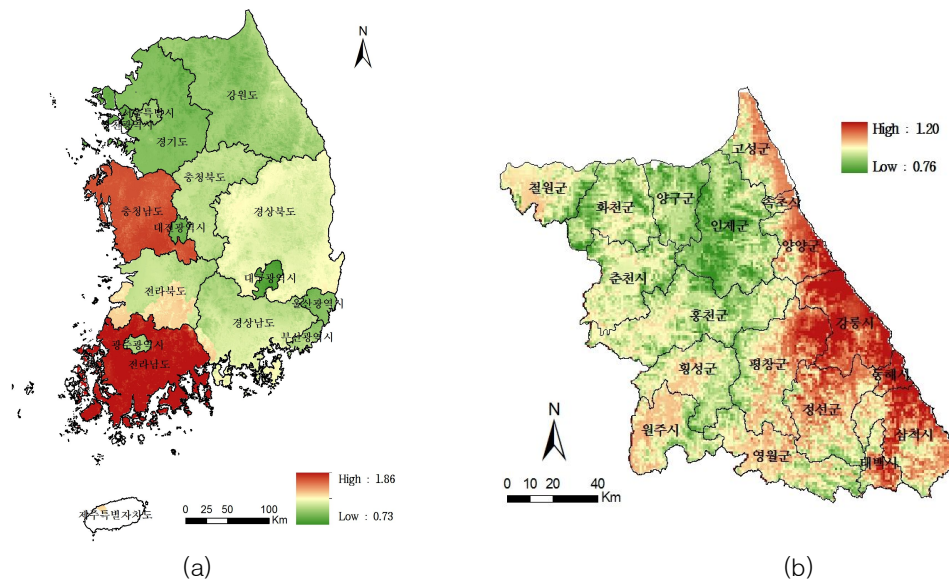 N
강원도
서울특별시
경기도
충청북도
충청남도
경상북도
대전광역시
대구광역시
전라북도
울산광역시
경상남도
부산광역시
광주광역시
전라남도
제주특별자치도
0 25 50 100
Km
High : 1.86
Low : 0.73
(a)
High : 1.20
Low : 0.76
고성군
철원군
화천군
양구군
인제군
속초시
양양군
춘천시
홍천군
강릉시
횡성군
평창군
동해시
정선군
원주시
삼척시
영월군
태백시
N
0 10 20 40
Km
(b)